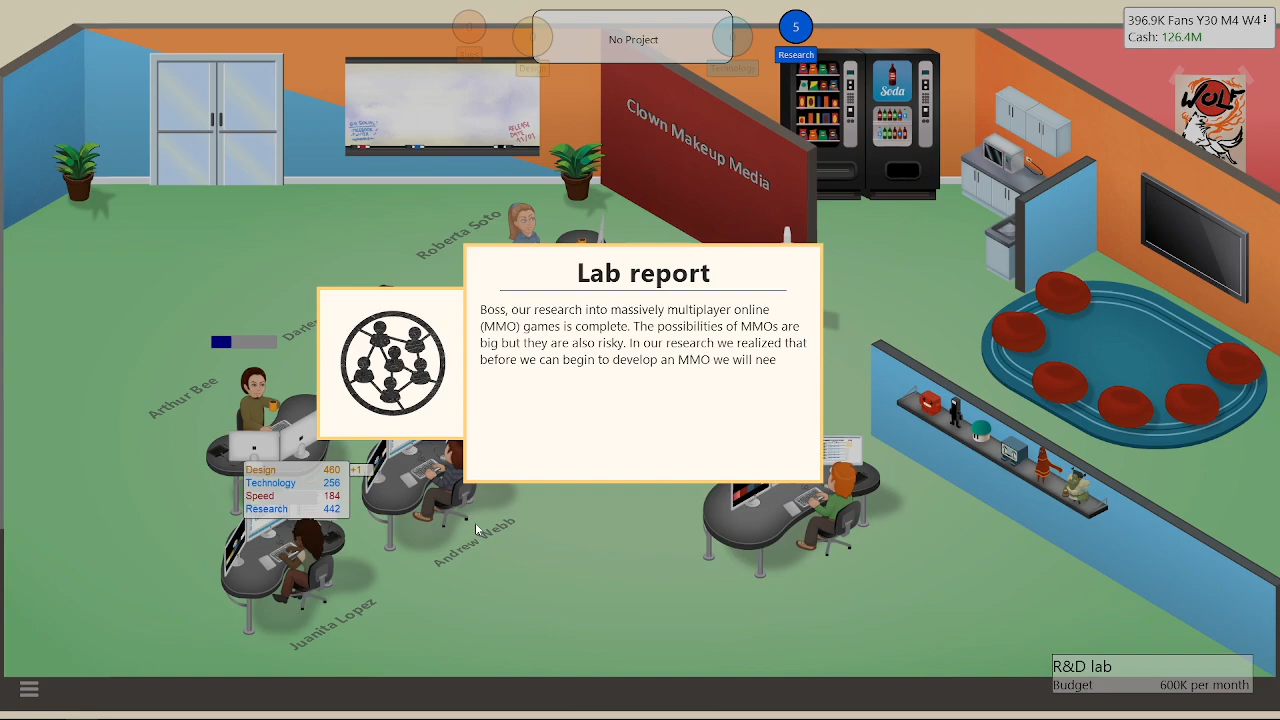 396.9K Fans Y30 M4 W4
Cash: 126.4M
No Project
5
Research
Technology
Soda
WOLF
Clown Makeup Media
RELEASE
DATE
Roberta Soto
Lab report
Boss, our research into massively multiplayer online
(MMO) games is complete. The possibilities of MMOs are
big but they are also risky. In our research we realized that
before we can begin to develop an MMO we will nee
Arthur Bee
Design 460 +1
Technology 256
Speed 184
Research 442
Andrew Webb
Juanita Lopez
R&D lab
Budget 600K per month